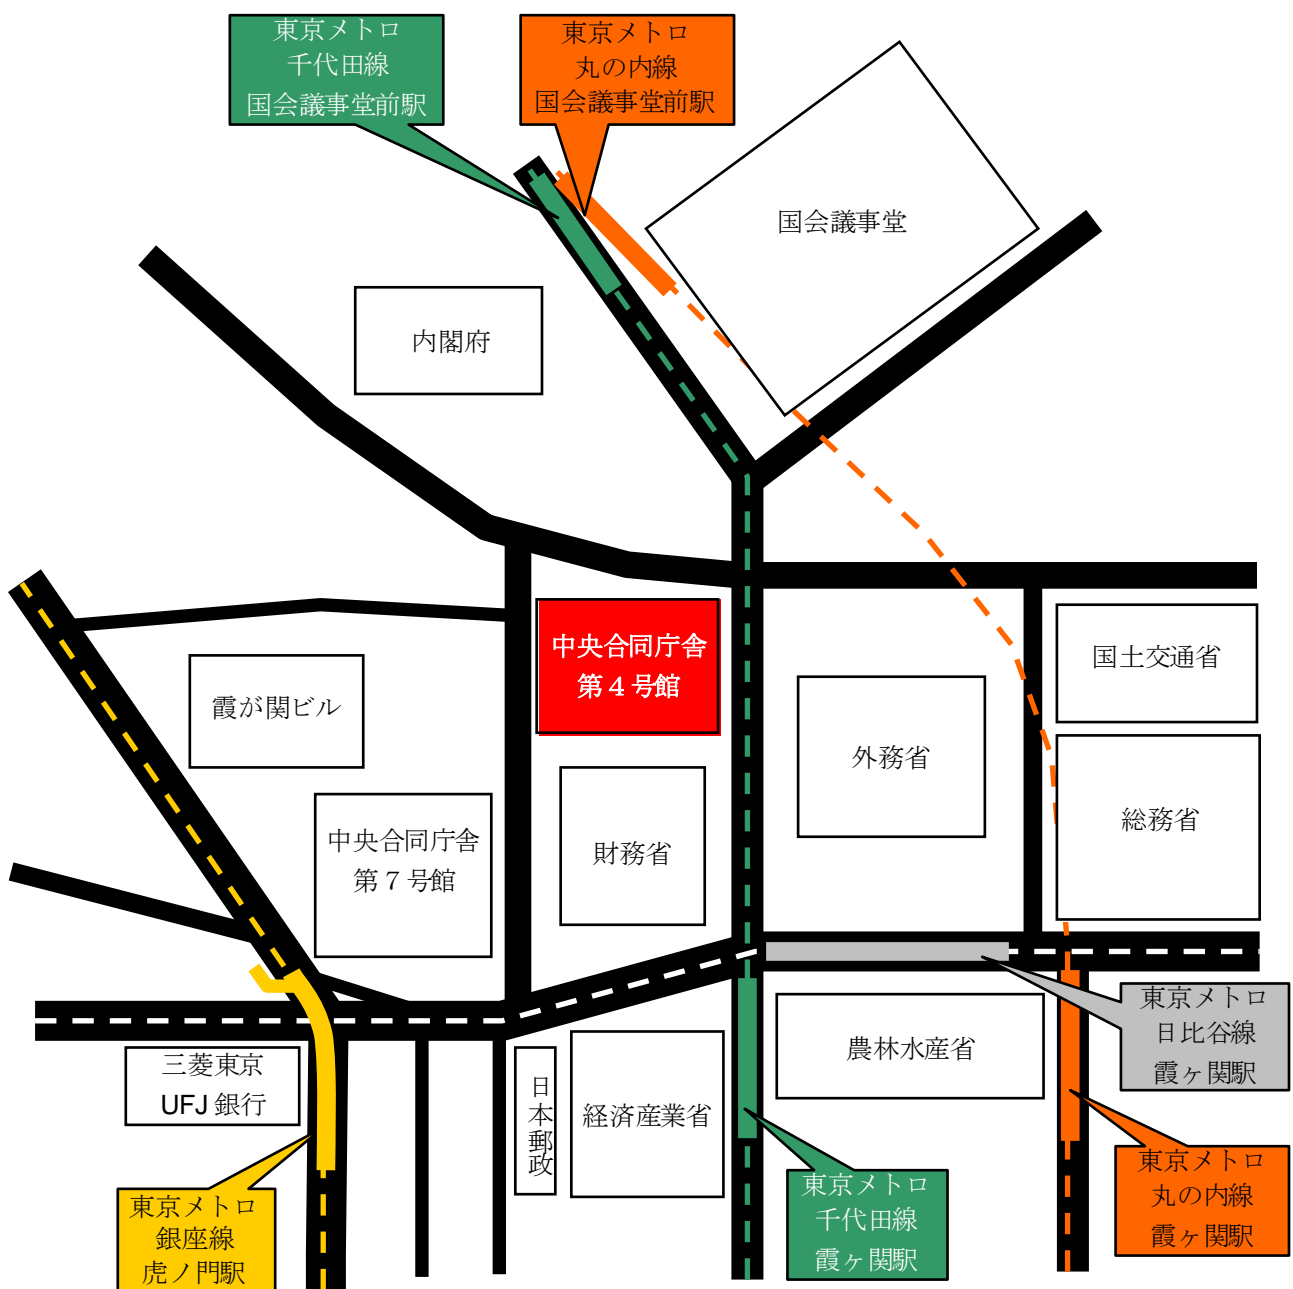 東京メトロ
千代田線
国会議事堂前駅
東京メトロ
丸の内線
国会議事堂前駅
国会議事堂
内閣府
中央合同庁舎
第4号館
国土交通省
霞が関ビル
外務省
総務省
中央合同庁舎
第7号館
財務省
東京メトロ
日比谷線
霞ヶ関駅
農林水産省
三菱東京
UFJ銀行
日本郵政
経済産業省
東京メトロ
丸の内線
霞ヶ関駅
東京メトロ
千代田線
霞ヶ関駅
東京メトロ
銀座線
虎ノ門駅